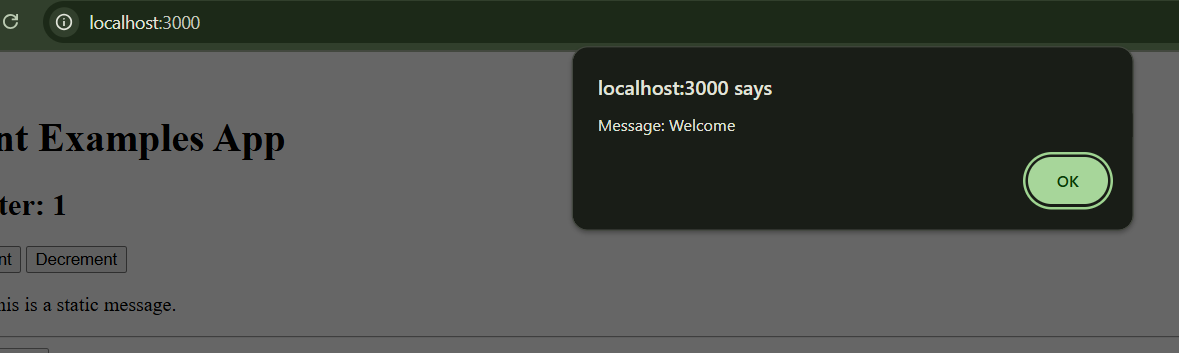 localhost:3000
localhost:3000 says
Message: Welcome
OK
nt Examples App
ter: 1
nt Decrement
his is a static message.